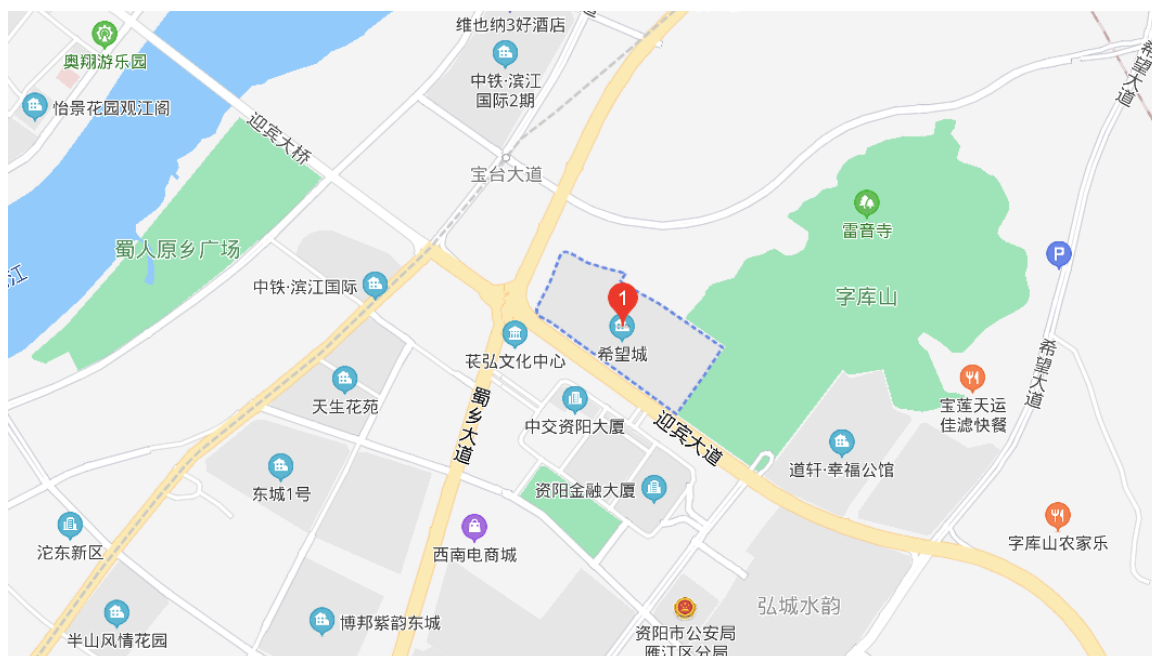 维也纳3好酒店
奥翔游乐园
中铁·滨江
国际2期
希望大道
怡景花园观江阁
迎宾大桥
宝台大道
雷音寺
蜀人原乡广场
P
江
中铁·滨江国际
字库山
1
希望城
苌弘文化中心
希望大道
天生花苑
蜀乡大道
宝莲天运
佳滤快餐
中交资阳大厦
迎宾大道
道轩·幸福公馆
东城1号
资阳金融大厦
沱东新区
西南电商城
字库山农家乐
弘城水韵
博邦紫韵东城
半山风情花园
资阳市公安局
雁江区分局